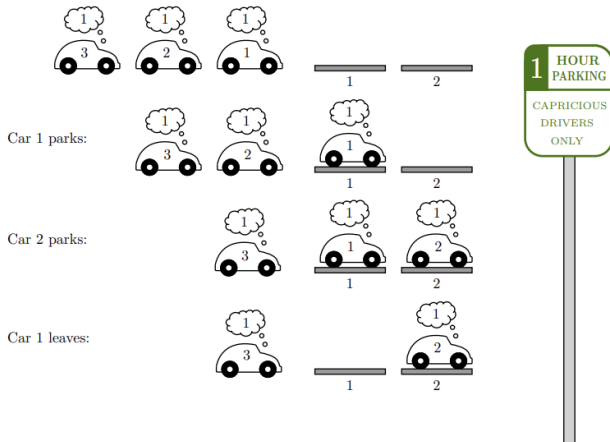 1 1 1
3 2 1
1 2
1 HOUR
PARKING
CAPRICIOUS
DRIVERS
ONLY
1 1 1
Car 1 parks: 3 2 1
1 2
1 1 1
Car 2 parks: 3 1 2
1 2
1 1
Car 1 leaves: 3 2
1 2